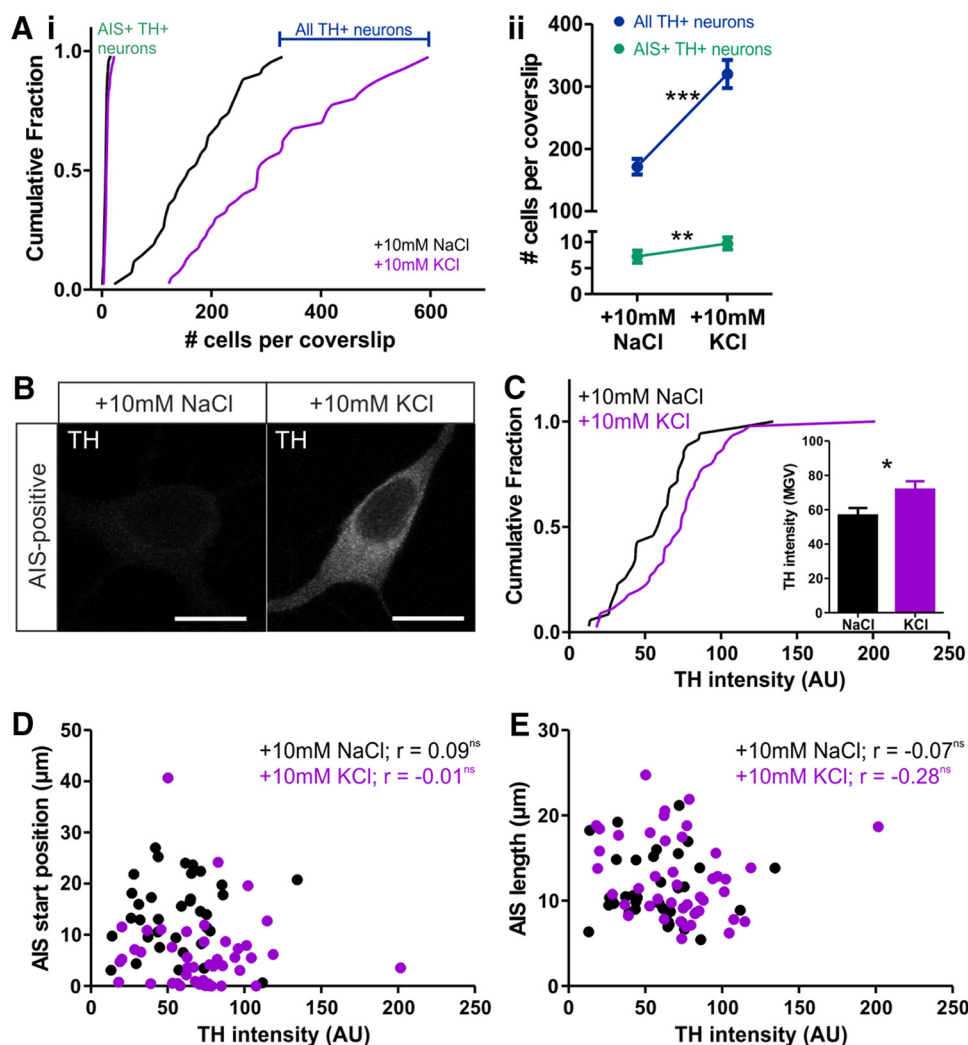 A i
AIS+ TH+
neurons
All TH+ neurons
1.0
0.5
0.0
Cumulative Fraction
+10mM NaCl
+10mM KCl
0 200 400 600
# cells per coverslip
ii
All TH+ neurons
AIS+ TH+ neurons
300
200
100
10
5
0
# cells per coverslip
***
**
+10mM
NaCl
+10mM
KCl
B
+10mM NaCl
+10mM KCl
AIS-positive
TH
TH
C
+10mM NaCl
+10mM KCl
1.0
0.5
0.0
Cumulative Fraction
0 50 100 150 200 250
TH intensity (AU)
100
80
60
40
20
0
TH intensity (MGV)
*
NaCl KCl
D
+10mM NaCl; r = 0.09ns
+10mM KCl; r = -0.01ns
50
40
30
20
10
0
AIS start position (μm)
0 50 100 150 200 250
TH intensity (AU)
E
+10mM NaCl; r = -0.07ns
+10mM KCl; r = -0.28ns
30
20
10
0
AIS length (μm)
0 50 100 150 200 250
TH intensity (AU)